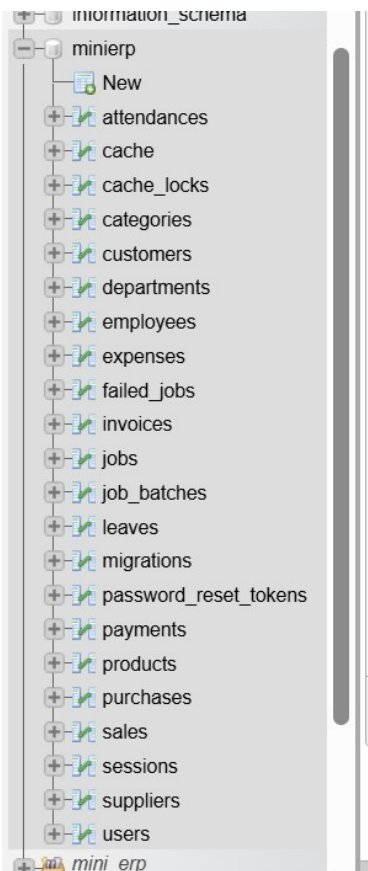 information_schema
minierp
New
attendances
cache
cache_locks
categories
customers
departments
employees
expenses
failed_jobs
invoices
jobs
job_batches
leaves
migrations
password_reset_tokens
payments
products
purchases
sales
sessions
suppliers
users
mini_erp